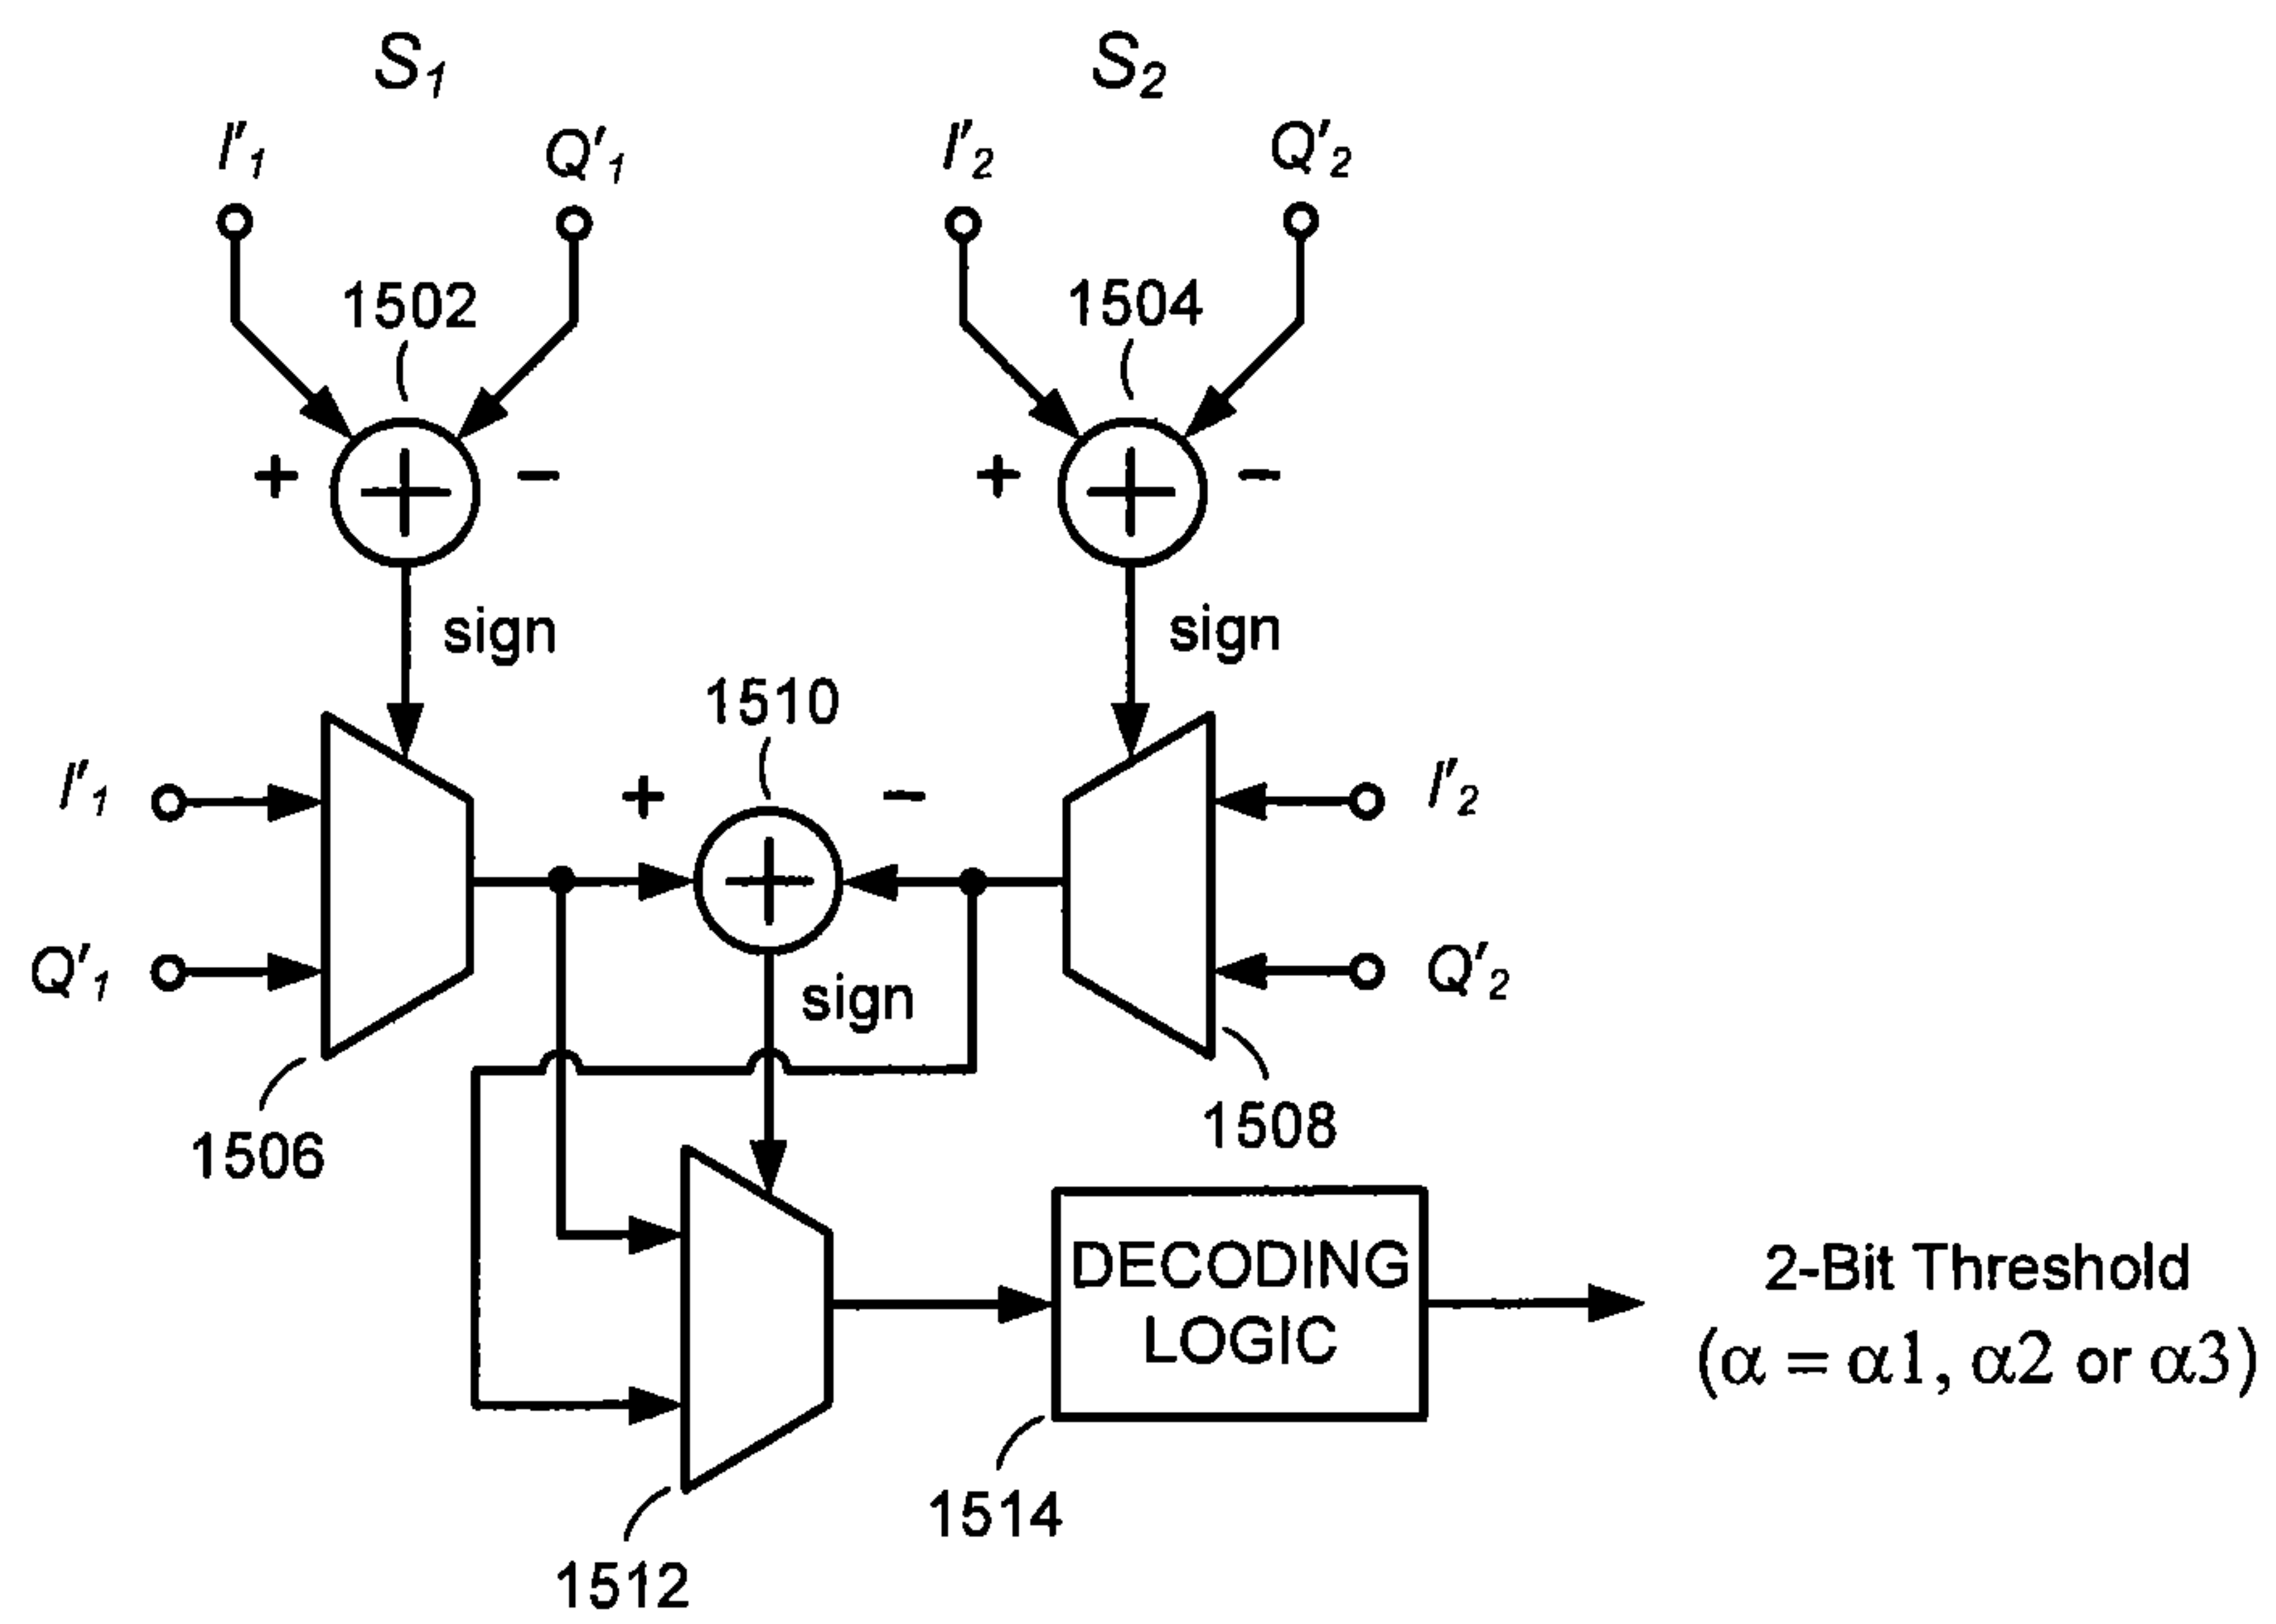 S1 S2
I'1 Q'1 I'2 Q'2
1502 1504
+ − + −
sign sign
1510
I'1 + − I'2
Q'1 sign Q'2
1506 1508
DECODING
LOGIC
2-Bit Threshold
(α = α1, α2 or α3)
1514
1512